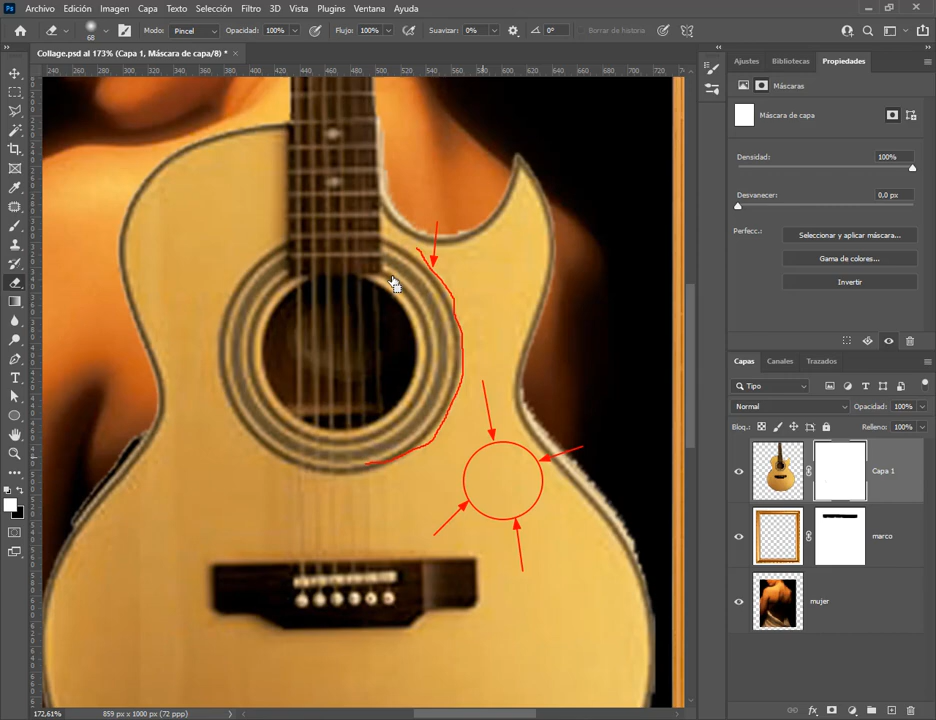 Ps Archivo Edición Imagen Capa Texto Selección Filtro 3D Vista Plugins Ventana Ayuda
68 Modo: Pincel Opacidad: 100% Flujo: 100% Suavizar: 0% 0° Borrar de historia
Collage.psd al 173% (Capa 1, Máscara de capa/8) * ×
240 260 280 300 320 340 360 380 400 420 440 460 480 500 520 540 560 580 600 620 640 660 680 700 720
Ajustes Bibliotecas Propiedades
Máscaras
Máscara de capa
Densidad: 100%
Desvanecer: 0.0 px
Perfecc.: Seleccionar y aplicar máscara...
Gama de colores...
Invertir
Capas Canales Trazados
Tipo
Normal Opacidad: 100%
Bloq.: Relleno: 100%
Capa 1
marco
mujer
172,61% 859 px x 1000 px (72 ppp)